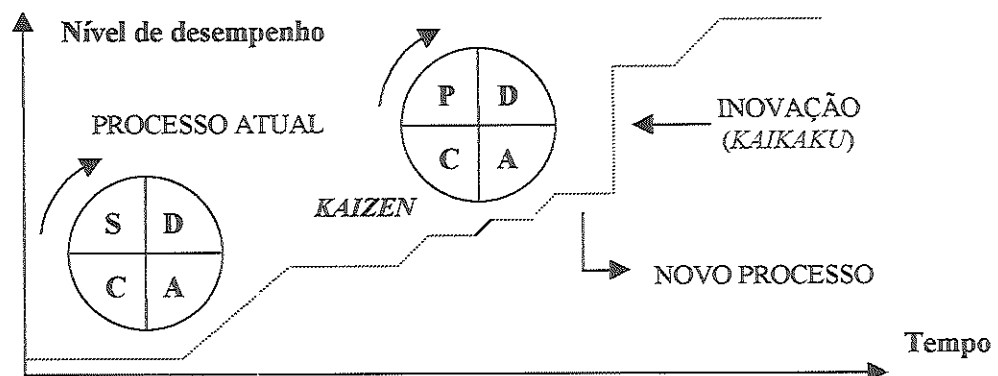 Nível de desempenho
P D
C A
PROCESSO ATUAL
INOVAÇÃO
(KAIKAKU)
S D
C A
KAIZEN
NOVO PROCESSO
Tempo